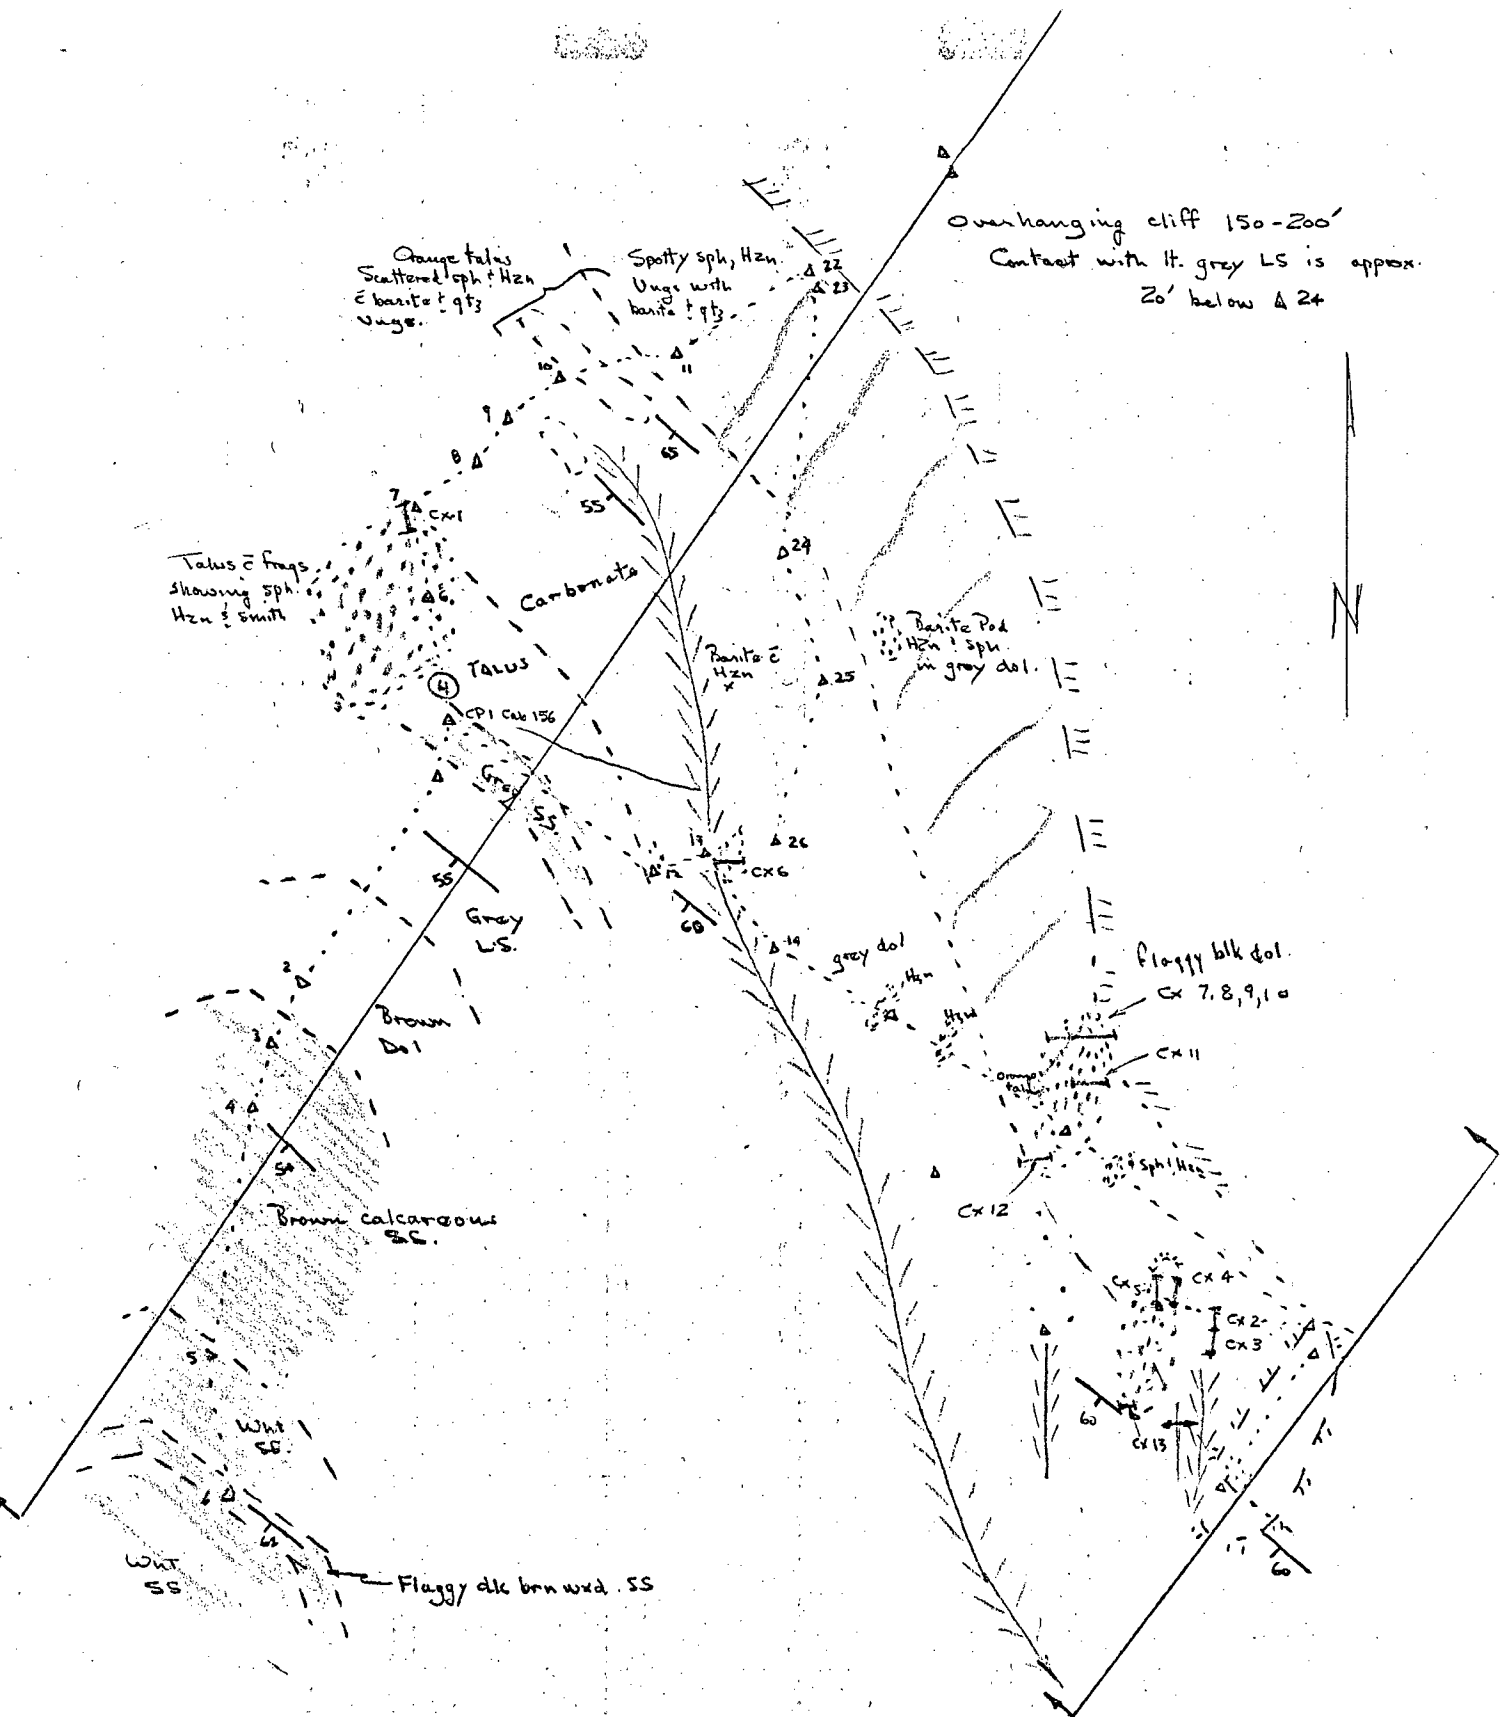 Overhanging cliff 150-200'
Contact with lt. grey LS is approx.
20' below Δ 24
Orange talus
Scattered sph & Hzn
c̄ barite & qtz
vugs.
Spotty sph, Hzn
Vugs with
barite & qtz
22
23
10
11
9
8
65
7
CX-1
55
24
Talus c̄ frags
showing sph.
Hzn & Smith
6
Carbonate
N
Barite Pod
Hzn & sph
in grey dol.
TALUS
4
Barite c̄
Hzn
x
25
CP1 Cab 156
Grey
SS
13
26
12
CX 6
55
60
Grey
LS.
14
grey dol
Hzn
flaggy blk dol.
CX 7, 8, 9, 10
2
Brown
Dol
3
Hzn
CX 11
Orange
talus
4
54
Sph & Hzn
CX 12
Brown calcareous
SS.
CX 5
CX 4
CX 2
CX 3
5
60
CX 13
Wht
SS.
6
62
60
Wht
SS
Flaggy dk brn wxd. SS